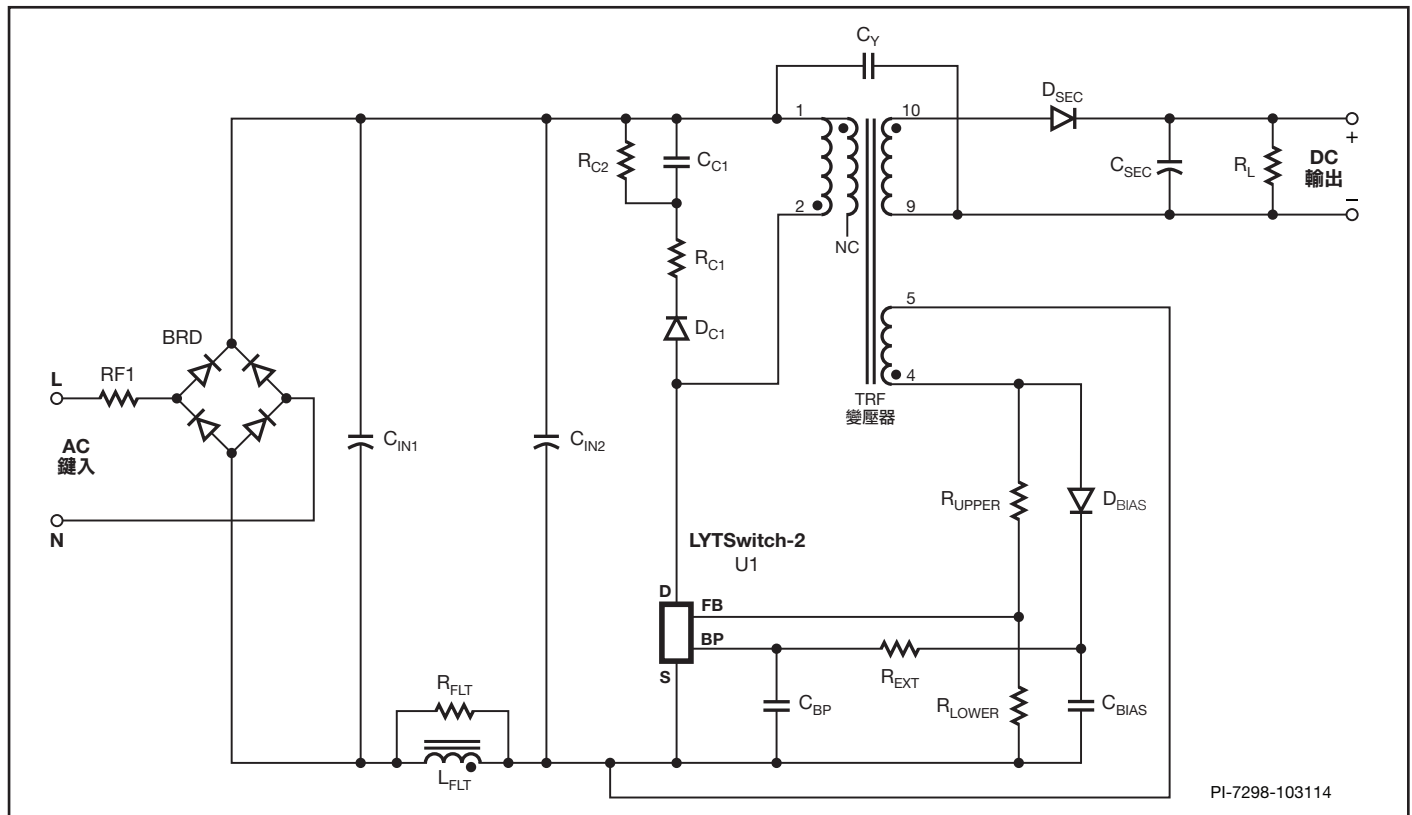 C_Y
D_SEC
1
10
R_C2
C_C1
C_SEC
R_L
+
DC
輸出
–
2
9
NC
R_C1
5
D_C1
BRD
4
L
RF1
TRF
變壓器
AC
鍵入
C_IN1
C_IN2
N
R_UPPER
D_BIAS
LYTSwitch-2
U1
D
FB
BP
S
R_EXT
R_FLT
C_BP
R_LOWER
C_BIAS
L_FLT
PI-7298-103114